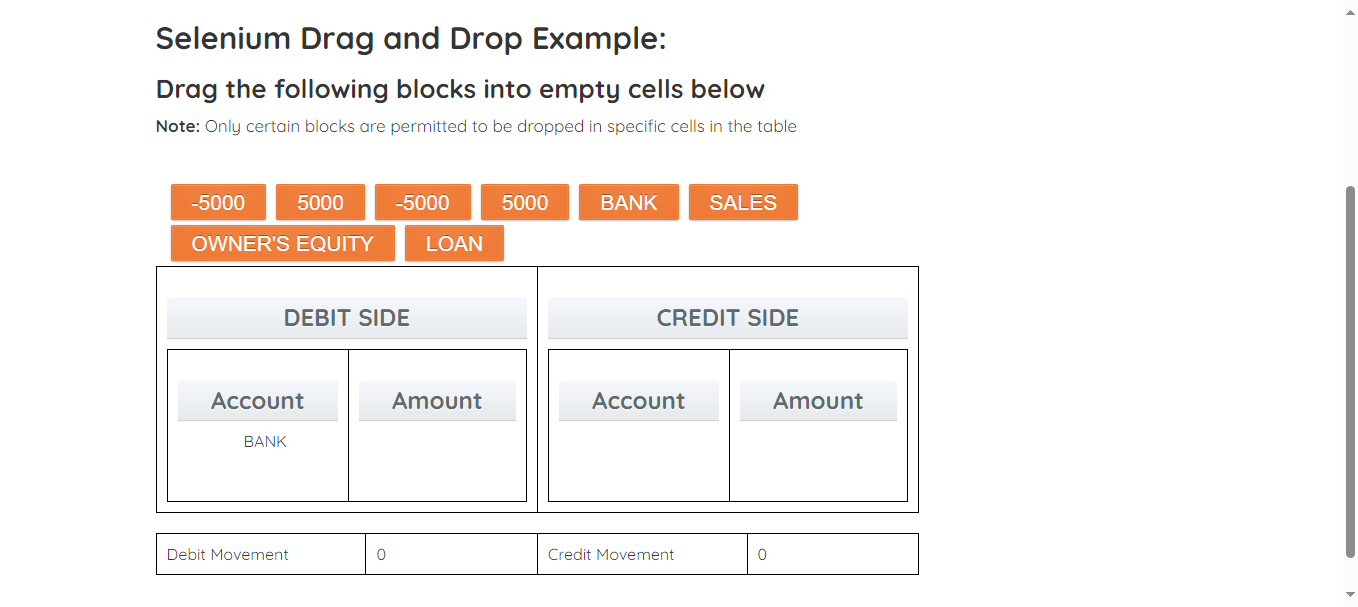 Selenium Drag and Drop Example:
Drag the following blocks into empty cells below
Note: Only certain blocks are permitted to be dropped in specific cells in the table
-5000 5000 -5000 5000 BANK SALES
OWNER'S EQUITY LOAN
DEBIT SIDE CREDIT SIDE
Account Amount Account Amount
BANK
Debit Movement 0 Credit Movement 0